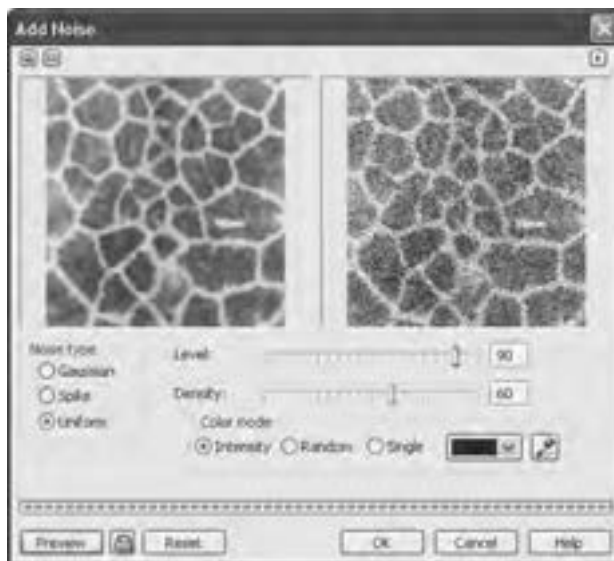 Add Noise
Noise type
Gaussian
Spike
Uniform
Level: 90
Density: 60
Color mode
Intensity Random Single
Preview Reset OK Cancel Help